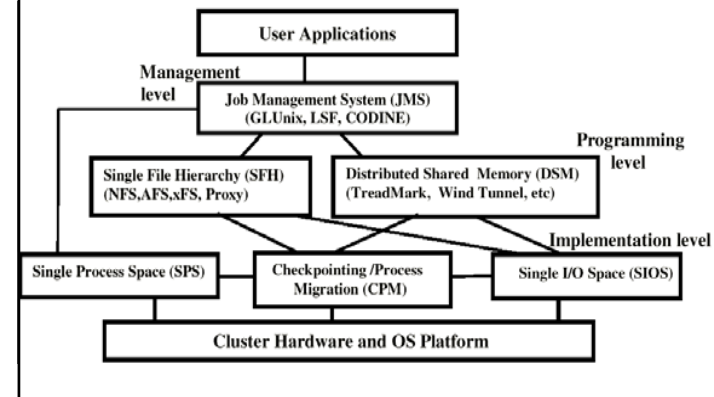 User Applications
Management
level
Job Management System (JMS)
(GLUnix, LSF, CODINE)
Programming
level
Single File Hierarchy (SFH)
(NFS,AFS,xFS, Proxy)
Distributed Shared Memory (DSM)
(TreadMark, Wind Tunnel, etc)
Implementation level
Single Process Space (SPS)
Checkpointing /Process
Migration (CPM)
Single I/O Space (SIOS)
Cluster Hardware and OS Platform